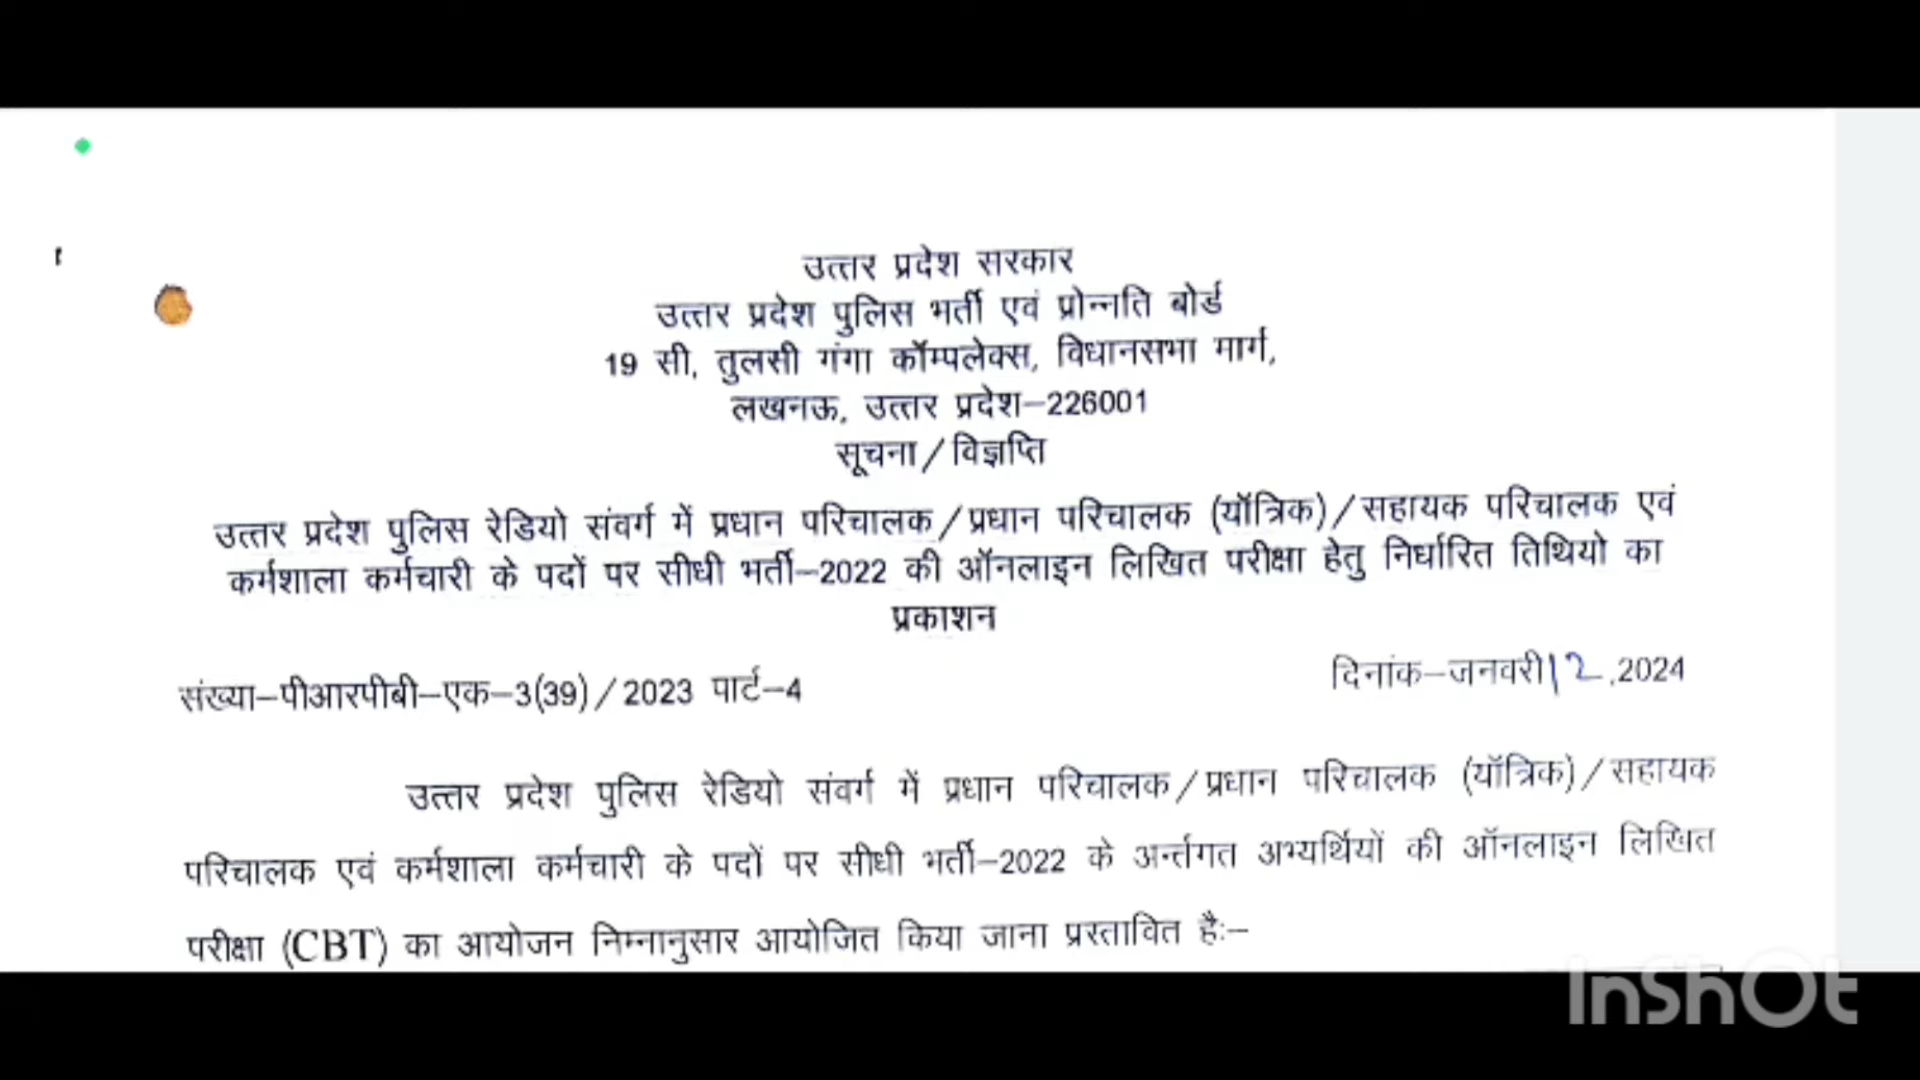 उत्तर प्रदेश सरकार
उत्तर प्रदेश पुलिस भर्ती एवं प्रोन्नति बोर्ड
19 सी, तुलसी गंगा कॉम्पलेक्स, विधानसभा मार्ग,
लखनऊ, उत्तर प्रदेश–226001
सूचना/विज्ञप्ति
उत्तर प्रदेश पुलिस रेडियो संवर्ग में प्रधान परिचालक/प्रधान परिचालक (यॉत्रिक)/सहायक परिचालक एवं
कर्मशाला कर्मचारी के पदों पर सीधी भर्ती–2022 की ऑनलाइन लिखित परीक्षा हेतु निर्धारित तिथियो का
प्रकाशन
संख्या–पीआरपीबी–एक–3(39)/2023 पार्ट–4 दिनांक–जनवरी 12,2024
उत्तर प्रदेश पुलिस रेडियो संवर्ग में प्रधान परिचालक/प्रधान परिचालक (यॉत्रिक)/सहायक
परिचालक एवं कर्मशाला कर्मचारी के पदों पर सीधी भर्ती–2022 के अर्न्तगत अभ्यर्थियों की ऑनलाइन लिखित
परीक्षा (CBT) का आयोजन निम्नानुसार आयोजित किया जाना प्रस्तावित है:–
InShOt